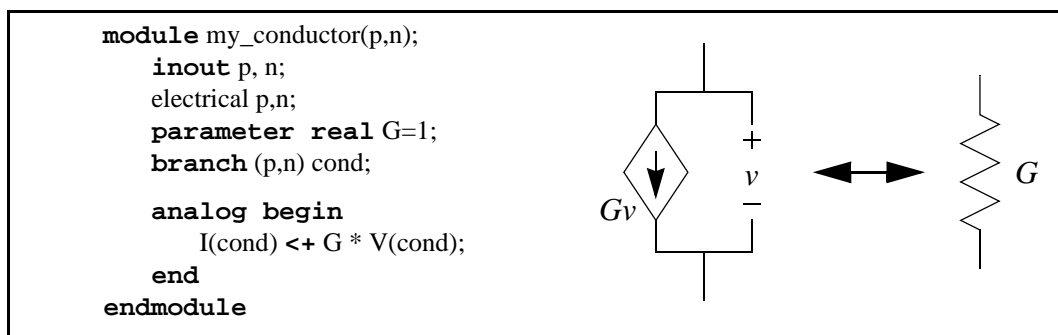 module my_conductor(p,n);
inout p, n;
electrical p,n;
parameter real G=1;
branch (p,n) cond;
analog begin
I(cond) <+ G * V(cond);
end
endmodule
Gv
+
v
–
G